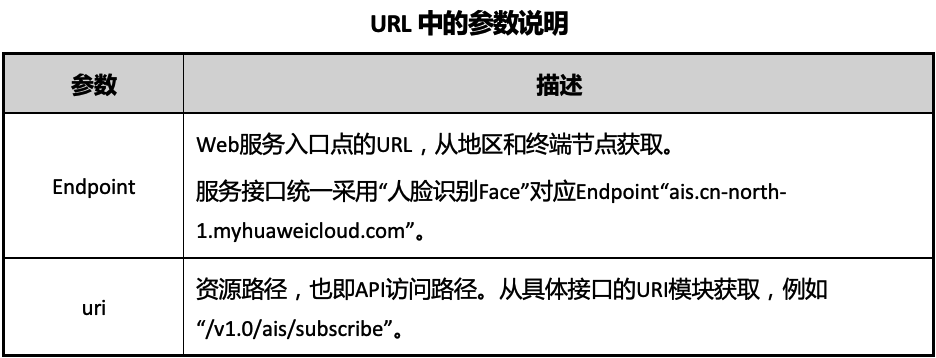 URL 中的参数说明
参数
描述
Endpoint
Web服务入口点的URL，从地区和终端节点获取。
服务接口统一采用“人脸识别Face”对应Endpoint“ais.cn-north-
1.myhuaweicloud.com”。
uri
资源路径，也即API访问路径。从具体接口的URI模块获取，例如
“/v1.0/ais/subscribe”。